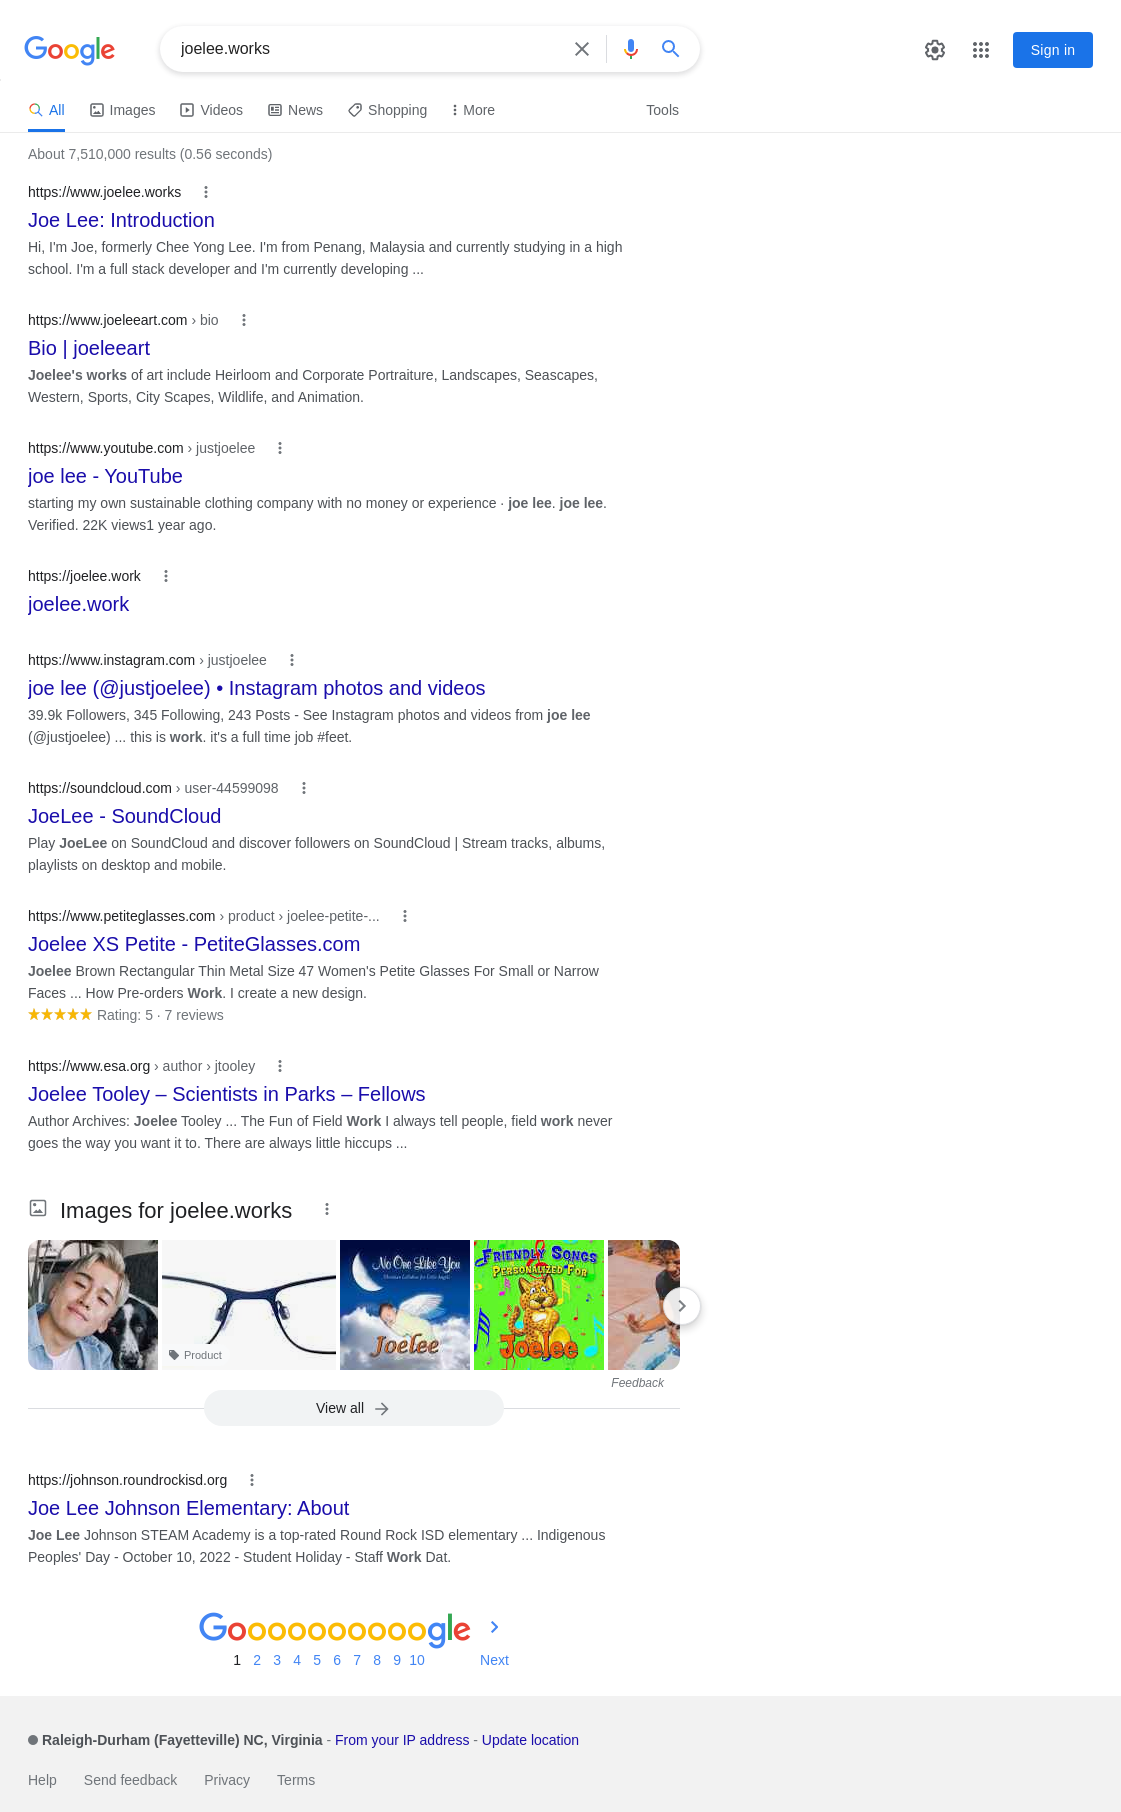 Google
joelee.works
Sign in
All
Images
Videos
News
Shopping
More
Tools
About 7,510,000 results (0.56 seconds)
https://www.joelee.works
Joe Lee: Introduction
Hi, I'm Joe, formerly Chee Yong Lee. I'm from Penang, Malaysia and currently studying in a high
school. I'm a full stack developer and I'm currently developing ...
https://www.joeleeart.com › bio
Bio | joeleeart
Joelee's works of art include Heirloom and Corporate Portraiture, Landscapes, Seascapes,
Western, Sports, City Scapes, Wildlife, and Animation.
https://www.youtube.com › justjoelee
joe lee - YouTube
starting my own sustainable clothing company with no money or experience · joe lee. joe lee.
Verified. 22K views1 year ago.
https://joelee.work
joelee.work
https://www.instagram.com › justjoelee
joe lee (@justjoelee) • Instagram photos and videos
39.9k Followers, 345 Following, 243 Posts - See Instagram photos and videos from joe lee
(@justjoelee) ... this is work. it's a full time job #feet.
https://soundcloud.com › user-44599098
JoeLee - SoundCloud
Play JoeLee on SoundCloud and discover followers on SoundCloud | Stream tracks, albums,
playlists on desktop and mobile.
https://www.petiteglasses.com › product › joelee-petite-...
Joelee XS Petite - PetiteGlasses.com
Joelee Brown Rectangular Thin Metal Size 47 Women's Petite Glasses For Small or Narrow
Faces ... How Pre-orders Work. I create a new design.
Rating: 5 · 7 reviews
https://www.esa.org › author › jtooley
Joelee Tooley – Scientists in Parks – Fellows
Author Archives: Joelee Tooley ... The Fun of Field Work I always tell people, field work never
goes the way you want it to. There are always little hiccups ...
Images for joelee.works
Product
No One Like You
Christian Lullabies for Little Angels
Joelee
FRIENDLY SONGS
PERSONALIZED FOR
Joelee
Feedback
View all
https://johnson.roundrockisd.org
Joe Lee Johnson Elementary: About
Joe Lee Johnson STEAM Academy is a top-rated Round Rock ISD elementary ... Indigenous
Peoples' Day - October 10, 2022 - Student Holiday - Staff Work Dat.
Goooooooooogle
1 2 3 4 5 6 7 8 9 10 Next
Raleigh-Durham (Fayetteville) NC, Virginia - From your IP address - Update location
Help Send feedback Privacy Terms